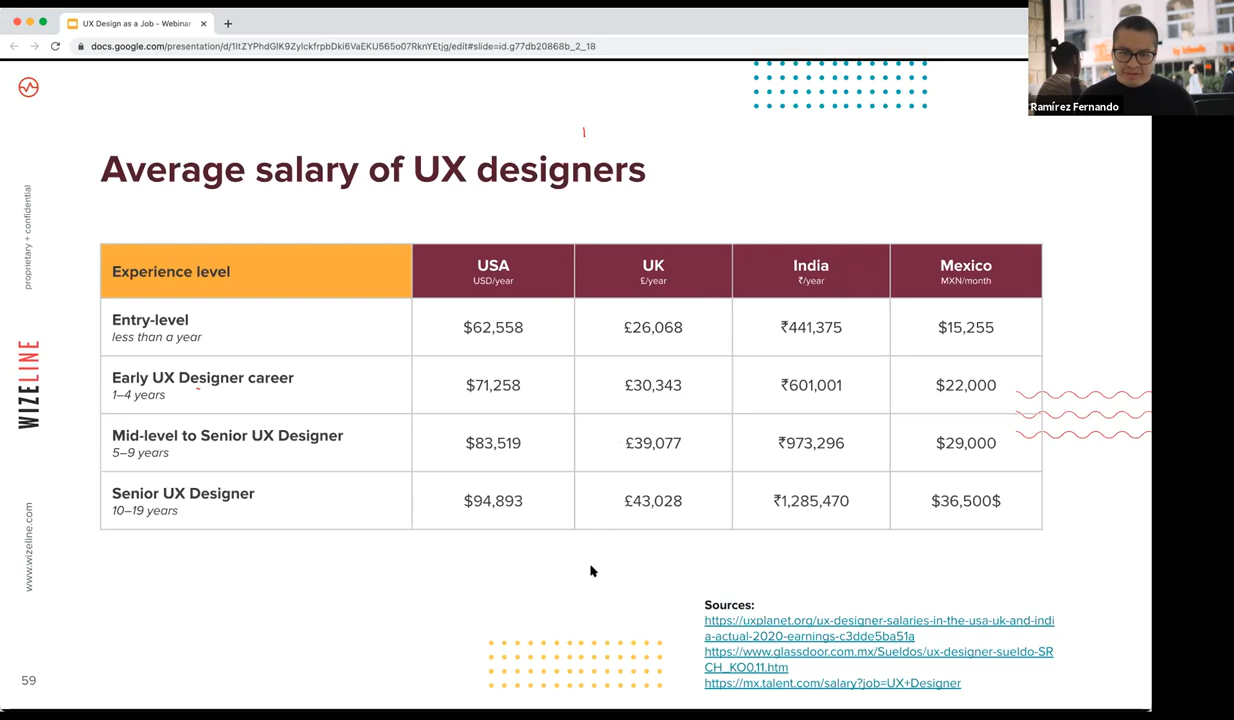 UX Design as a Job - Webinar
docs.google.com/presentation/d/1ItZYPhdGIK9ZylckfrpbDki6VaEKU565o07RknYEtjg/edit#slide=id.g77db20868b_2_18
Ramírez Fernando
proprietary + confidential
WIZELINE
www.wizeline.com
Average salary of UX designers
Experience level
USA
USD/year
UK
£/year
India
₹/year
Mexico
MXN/month
Entry-level
less than a year
$62,558
£26,068
₹441,375
$15,255
Early UX Designer career
1–4 years
$71,258
£30,343
₹601,001
$22,000
Mid-level to Senior UX Designer
5–9 years
$83,519
£39,077
₹973,296
$29,000
Senior UX Designer
10–19 years
$94,893
£43,028
₹1,285,470
$36,500$
Sources:
https://uxplanet.org/ux-designer-salaries-in-the-usa-uk-and-indi
a-actual-2020-earnings-c3dde5ba51a
https://www.glassdoor.com.mx/Sueldos/ux-designer-sueldo-SR
CH_KO0,11.htm
https://mx.talent.com/salary?job=UX+Designer
59